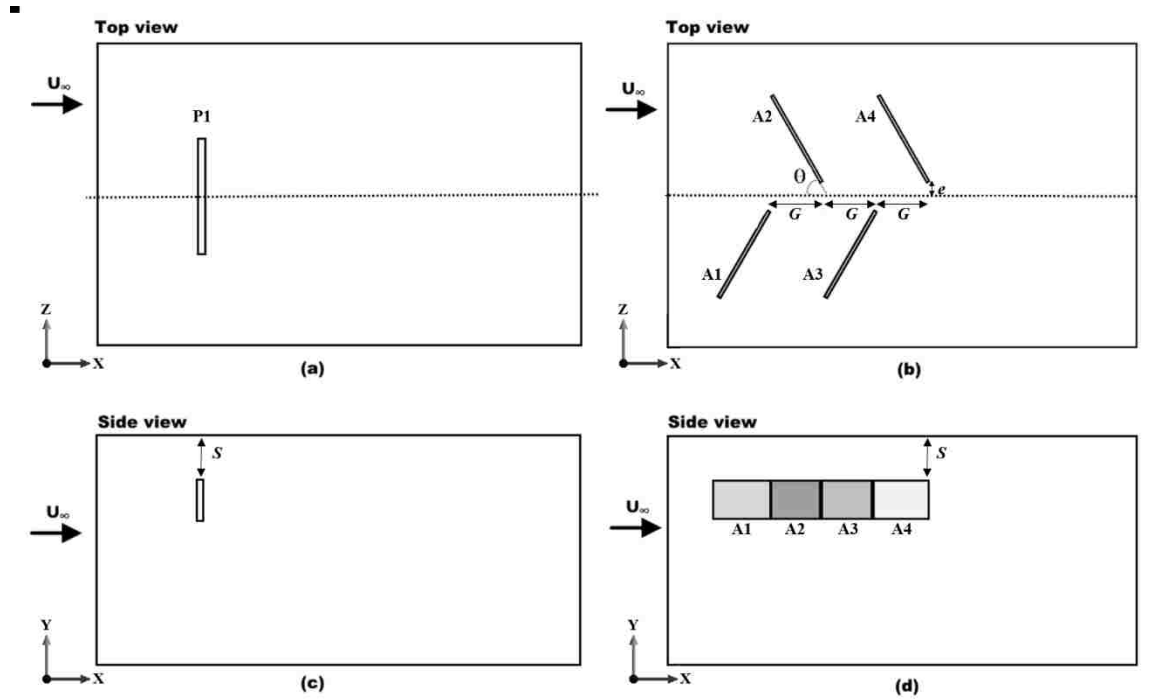 Top view
U∞
P1
Z
X
(a)
Top view
U∞
A2
A4
θ
e
G
G
G
A1
A3
Z
X
(b)
Side view
S
U∞
Y
X
(c)
Side view
S
U∞
A1 A2 A3 A4
Y
X
(d)